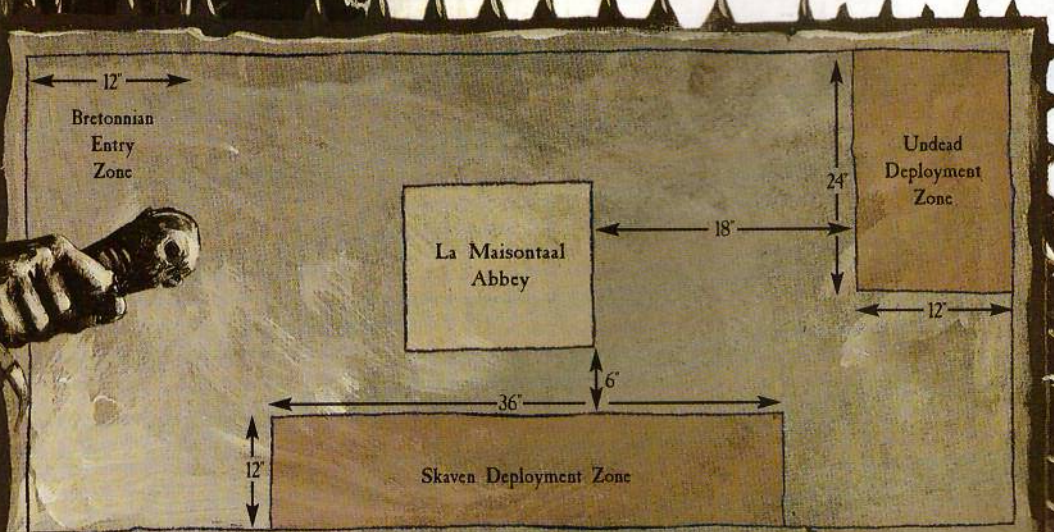 12"
Bretonnian
Entry
Zone
Undead
Deployment
Zone
24"
18"
La Maisontaal
Abbey
12"
6"
36"
12"
Skaven Deployment Zone